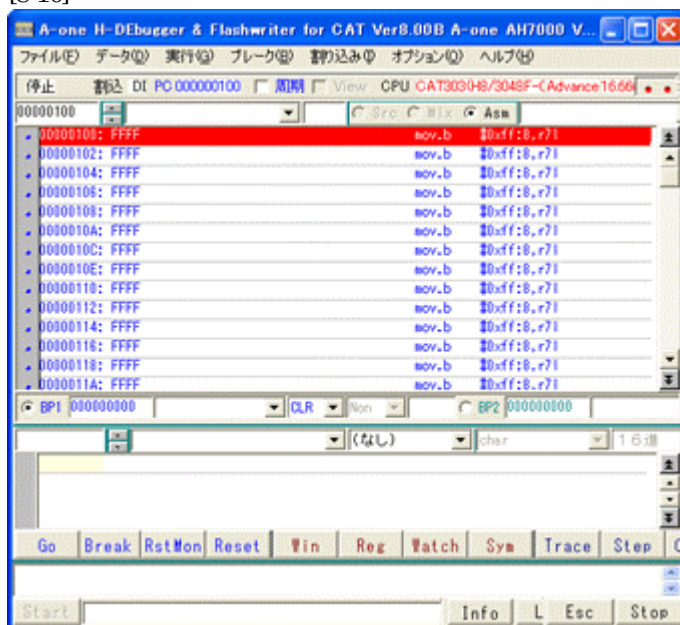 [S-10]
A-one H-DEbugger & Flashwriter for CAT Ver8.00B A-one AH7000 V...
ファイル(F) データ(D) 実行(G) ブレーク(B) 割り込み(I) オプション(O) ヘルプ(H)
停止 割込 DI PC 000000100 周期 View CPU CAT303(H8/3048F-(Advance 16.66
00000100 Src Mix Asm
00000100: FFFF mov.b $0xff:8,r7l
00000102: FFFF mov.b $0xff:8,r7l
00000104: FFFF mov.b $0xff:8,r7l
00000106: FFFF mov.b $0xff:8,r7l
00000108: FFFF mov.b $0xff:8,r7l
0000010A: FFFF mov.b $0xff:8,r7l
0000010C: FFFF mov.b $0xff:8,r7l
0000010E: FFFF mov.b $0xff:8,r7l
00000110: FFFF mov.b $0xff:8,r7l
00000112: FFFF mov.b $0xff:8,r7l
00000114: FFFF mov.b $0xff:8,r7l
00000116: FFFF mov.b $0xff:8,r7l
00000118: FFFF mov.b $0xff:8,r7l
0000011A: FFFF mov.b $0xff:8,r7l
BP1 000000000 CLR Non BP2 000000000
(なし) char 16進
Go Break RstMon Reset Win Reg Watch Sym Trace Step
Start Info L Esc Stop